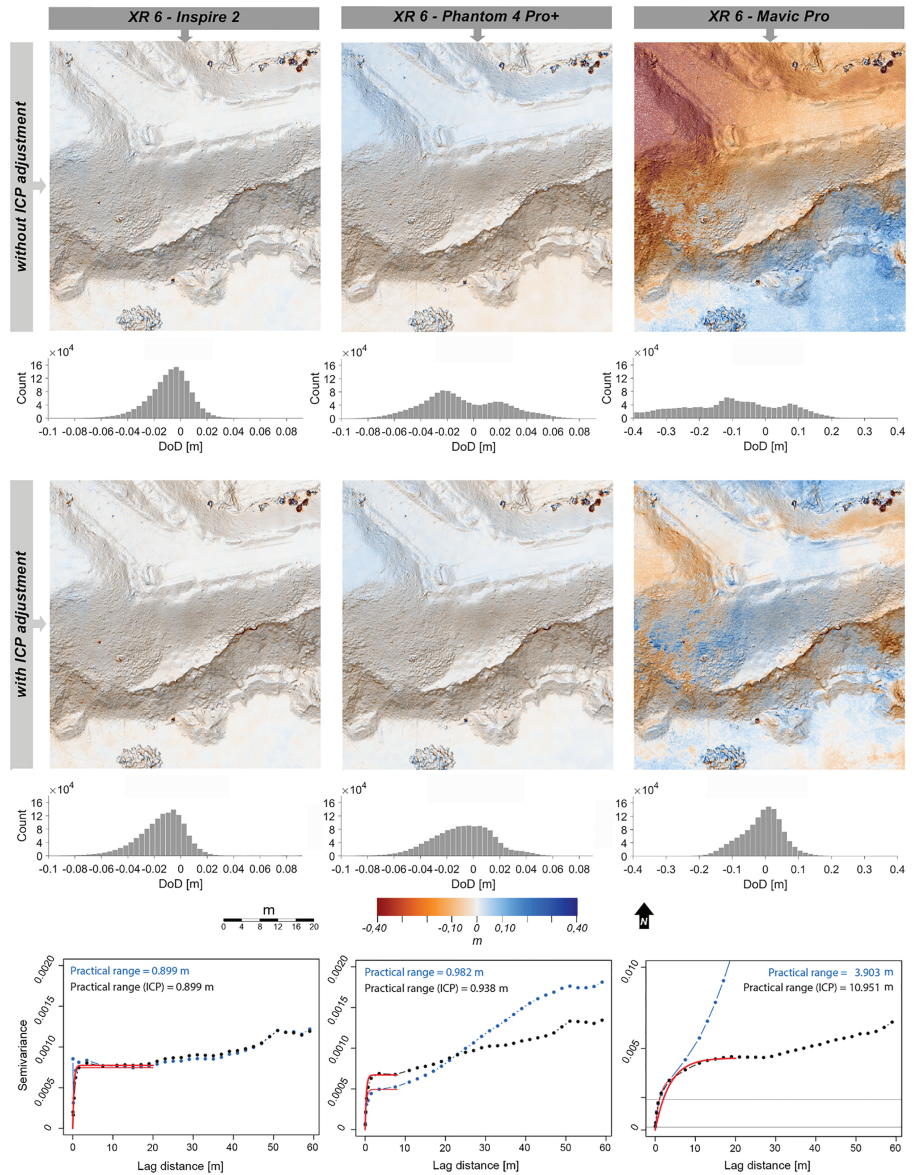 XR 6 - Inspire 2
XR 6 - Phantom 4 Pro+
XR 6 - Mavic Pro
without ICP adjustment
×10⁴
16
12
8
4
0
Count
-0.1 -0.08 -0.06 -0.04 -0.02 0 0.02 0.04 0.06 0.08
DoD [m]
×10⁴
16
12
8
4
0
Count
-0.1 -0.08 -0.06 -0.04 -0.02 0 0.02 0.04 0.06 0.08
DoD [m]
×10⁴
16
12
8
4
0
Count
-0.4 -0.3 -0.2 -0.1 0 0.1 0.2 0.3 0.4
DoD [m]
with ICP adjustment
×10⁴
16
12
8
4
0
Count
-0.1 -0.08 -0.06 -0.04 -0.02 0 0.02 0.04 0.06 0.08
DoD [m]
×10⁴
16
12
8
4
0
-0.1 -0.08 -0.06 -0.04 -0.02 0 0.02 0.04 0.06 0.08
DoD [m]
×10⁴
16
12
8
4
0
-0.4 -0.3 -0.2 -0.1 0 0.1 0.2 0.3 0.4
DoD [m]
m
0 4 8 12 16 20
-0,40 -0,10 0 0,10 0,40
m
N
0.0020
0.0015
0.0010
0.0005
0
Semivariance
Practical range = 0.899 m
Practical range (ICP) = 0.899 m
0 10 20 30 40 50 60
Lag distance [m]
0.0020
0.0015
0.0010
0.0005
0
Practical range = 0.982 m
Practical range (ICP) = 0.938 m
0 10 20 30 40 50 60
Lag distance [m]
0.010
0.005
0
Practical range = 3.903 m
Practical range (ICP) = 10.951 m
0 10 20 30 40 50 60
Lag distance [m]